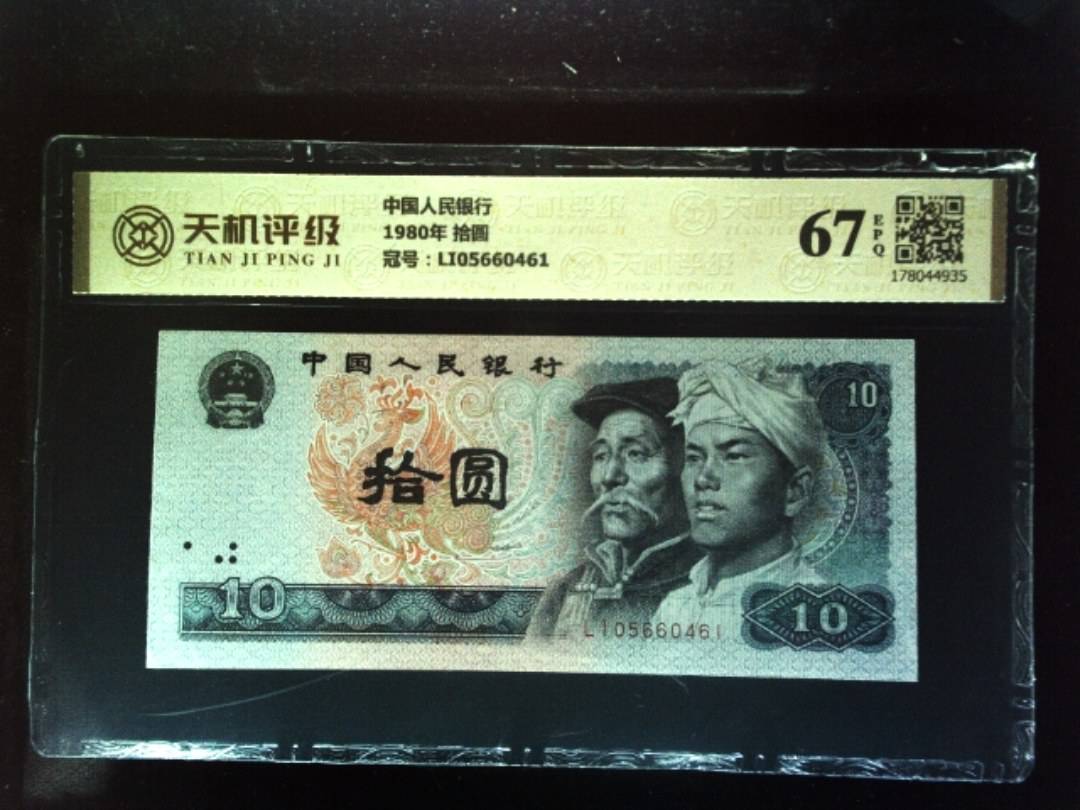 天机评级
TIAN JI PING JI
中国人民银行
1980年 拾圆
冠号：LI05660461
67
EPQ
178044935
中国人民银行
10
拾圆
10
LI05660461
10